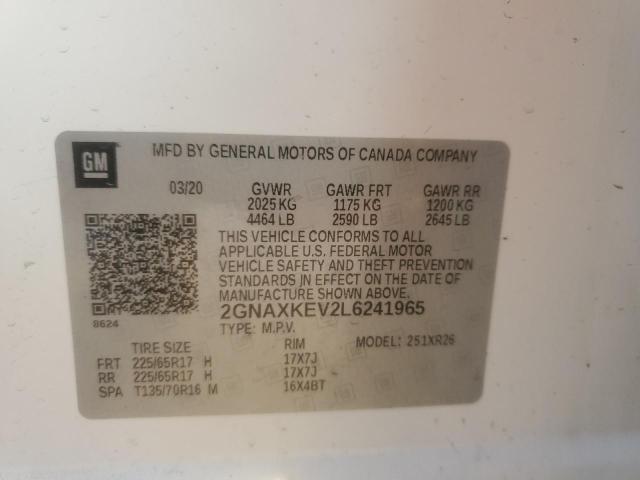 GM
MFD BY GENERAL MOTORS OF CANADA COMPANY
03/20 GVWR GAWR FRT GAWR RR
2025 KG 1175 KG 1200 KG
4464 LB 2590 LB 2645 LB
THIS VEHICLE CONFORMS TO ALL
APPLICABLE U.S. FEDERAL MOTOR
VEHICLE SAFETY AND THEFT PREVENTION
STANDARDS IN EFFECT ON THE DATE OF
MANUFACTURE SHOWN ABOVE.
8624
2GNAXKEV2L6241965
TYPE: M.P.V. MODEL: 251XR26
TIRE SIZE RIM
FRT 225/65R17 H 17X7J
RR 225/65R17 H 17X7J
SPA T135/70R16 M 16X4BT